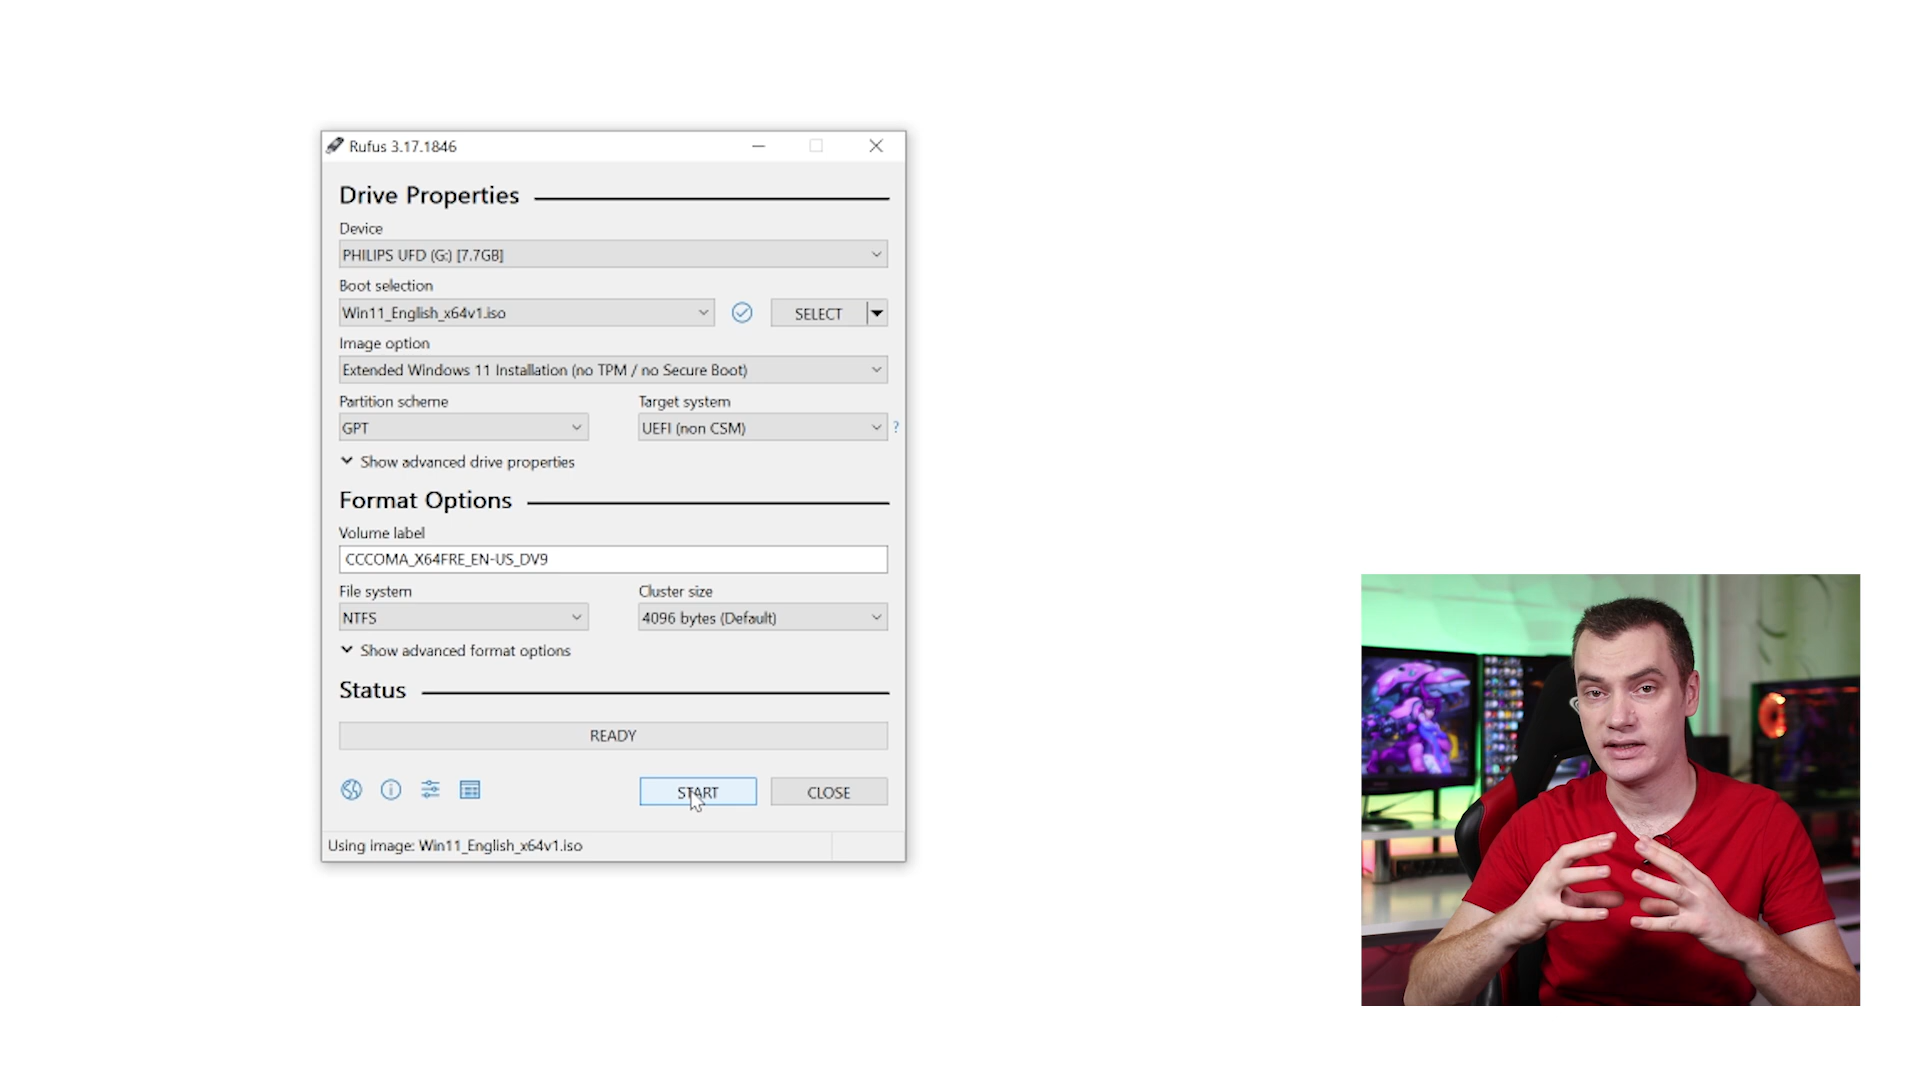 Rufus 3.17.1846
Drive Properties
Device
PHILIPS UFD (G:) [7.7GB]
Boot selection
Win11_English_x64v1.iso
SELECT
Image option
Extended Windows 11 Installation (no TPM / no Secure Boot)
Partition scheme
Target system
GPT
UEFI (non CSM)
?
Show advanced drive properties
Format Options
Volume label
CCCOMA_X64FRE_EN-US_DV9
File system
Cluster size
NTFS
4096 bytes (Default)
Show advanced format options
Status
READY
START
CLOSE
Using image: Win11_English_x64v1.iso